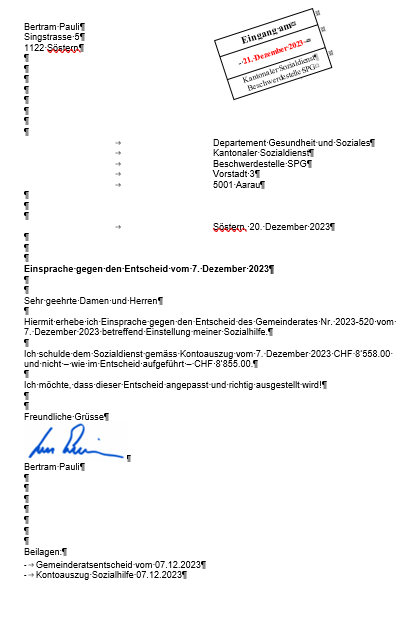 Bertram Pauli
Singstrasse 5
1122 Söstern
Eingang am
- 21. Dezember 2023 -
Kantonaler Sozialdienst
Beschwerdestelle SPG
Departement Gesundheit und Soziales
Kantonaler Sozialdienst
Beschwerdestelle SPG
Vorstadt 3
5001 Aarau
Söstern, 20. Dezember 2023
Einsprache gegen den Entscheid vom 7. Dezember 2023
Sehr geehrte Damen und Herren
Hiermit erhebe ich Einsprache gegen den Entscheid des Gemeinderates Nr. 2023-520 vom
7. Dezember 2023 betreffend Einstellung meiner Sozialhilfe.
Ich schulde dem Sozialdienst gemäss Kontoauszug vom 7. Dezember 2023 CHF 8'558.00
und nicht – wie im Entscheid aufgeführt – CHF 8'855.00.
Ich möchte, dass dieser Entscheid angepasst und richtig ausgestellt wird!
Freundliche Grüsse
Bertram Pauli
Beilagen:
- Gemeinderatsentscheid vom 07.12.2023
- Kontoauszug Sozialhilfe 07.12.2023